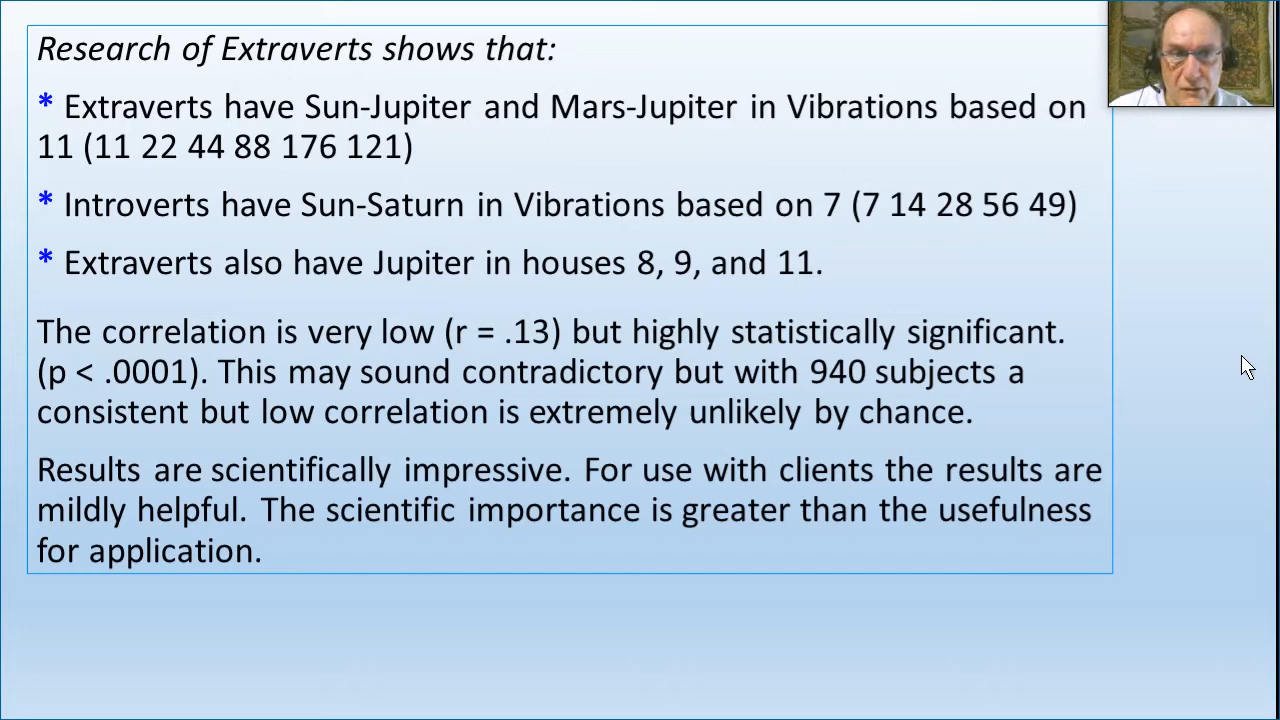 Research of Extraverts shows that:
* Extraverts have Sun-Jupiter and Mars-Jupiter in Vibrations based on
11 (11 22 44 88 176 121)
* Introverts have Sun-Saturn in Vibrations based on 7 (7 14 28 56 49)
* Extraverts also have Jupiter in houses 8, 9, and 11.
The correlation is very low (r = .13) but highly statistically significant.
(p < .0001). This may sound contradictory but with 940 subjects a
consistent but low correlation is extremely unlikely by chance.
Results are scientifically impressive. For use with clients the results are
mildly helpful. The scientific importance is greater than the usefulness
for application.